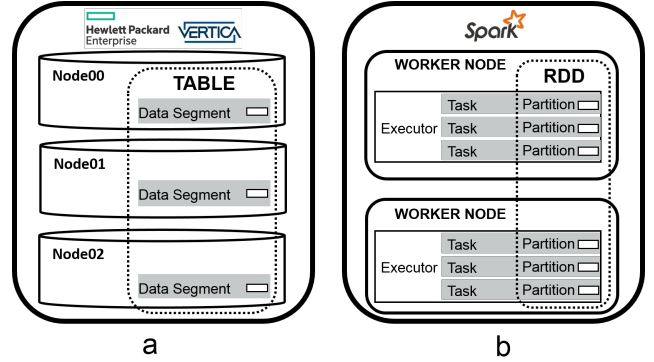 Hewlett Packard
Enterprise
VERTICA
Node00
TABLE
Data Segment
Node01
Data Segment
Node02
Data Segment
a
Spark
WORKER NODE
RDD
Executor
Task Partition
Task Partition
Task Partition
WORKER NODE
Executor
Task Partition
Task Partition
Task Partition
b